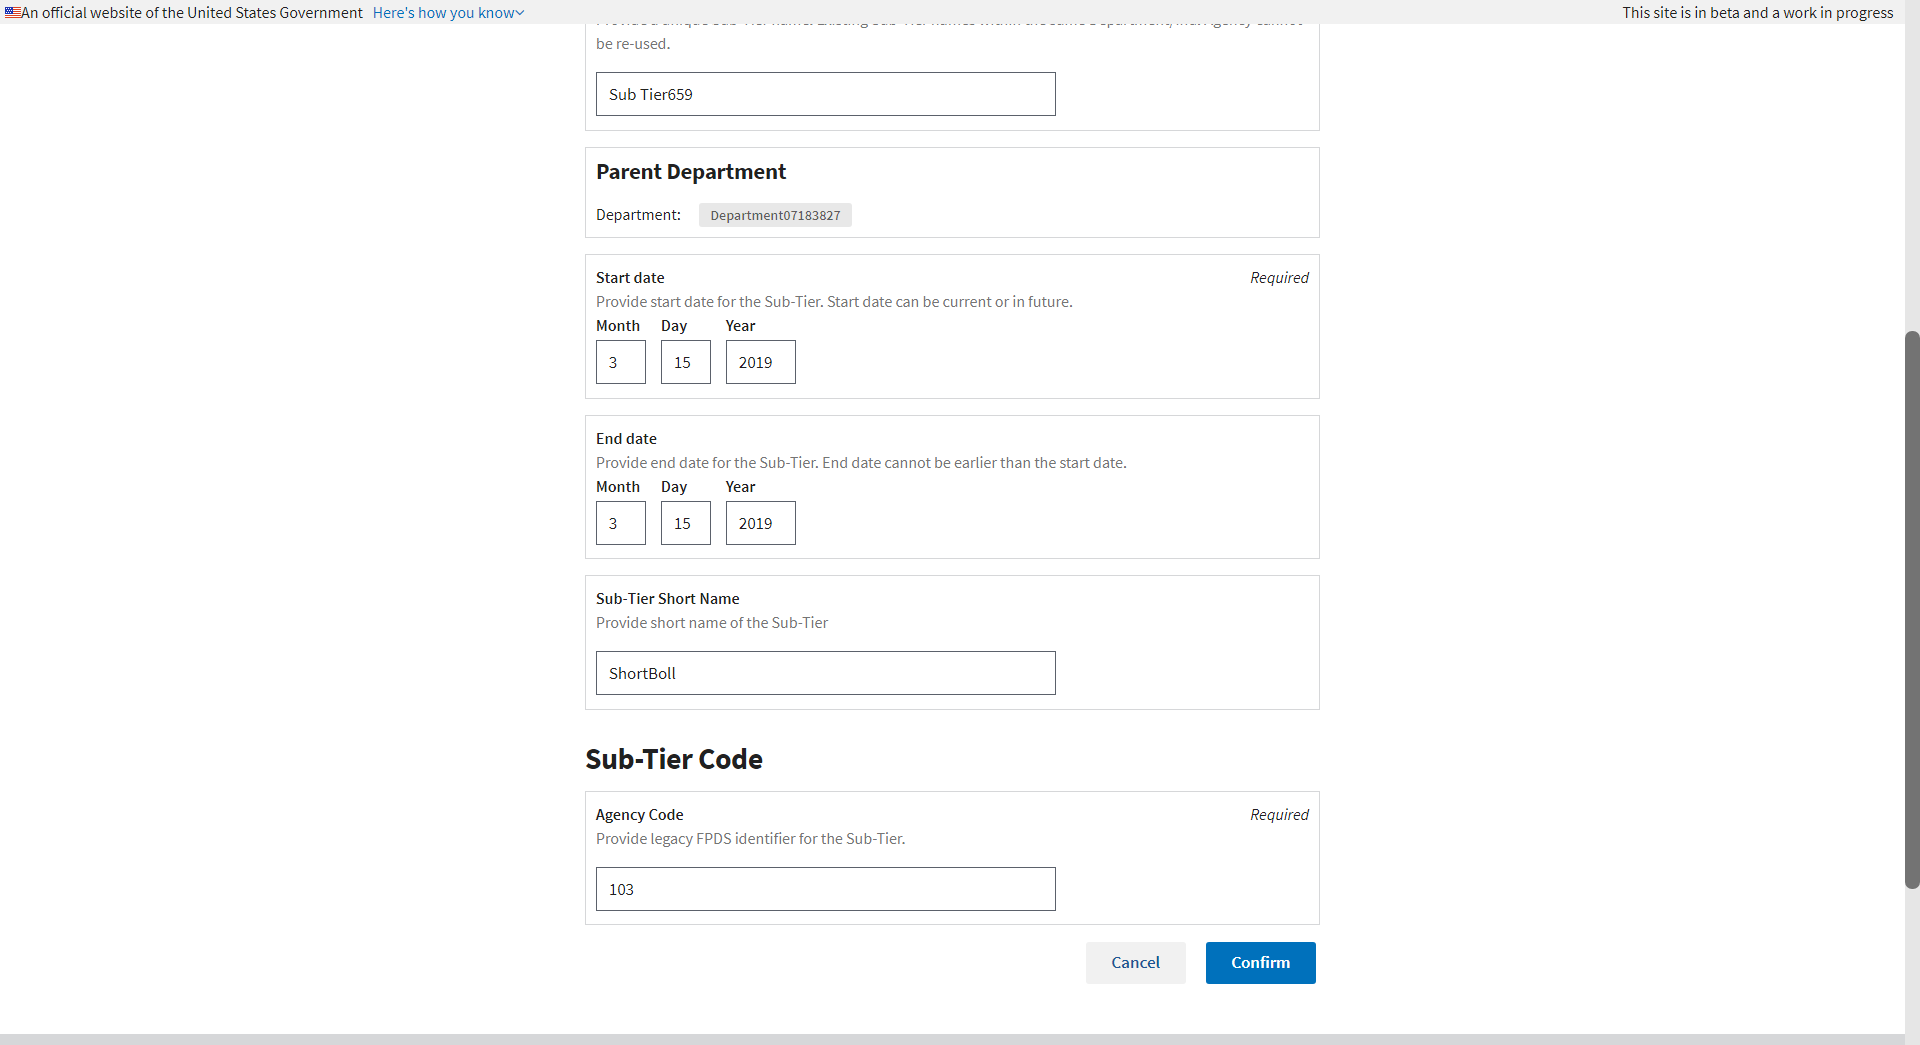 An official website of the United States Government Here's how you know
This site is in beta and a work in progress
be re-used.
Sub Tier659
Parent Department
Department: Department07183827
Start date Required
Provide start date for the Sub-Tier. Start date can be current or in future.
Month Day Year
3 15 2019
End date
Provide end date for the Sub-Tier. End date cannot be earlier than the start date.
Month Day Year
3 15 2019
Sub-Tier Short Name
Provide short name of the Sub-Tier
ShortBoll
Sub-Tier Code
Agency Code Required
Provide legacy FPDS identifier for the Sub-Tier.
103
Cancel Confirm